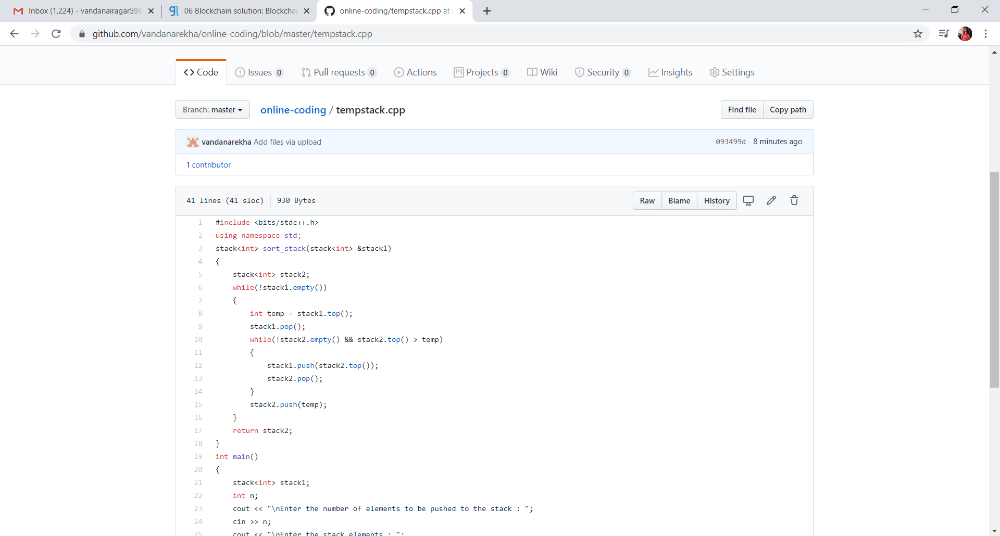 Inbox (1,224) - vandanairagar59@
06 Blockchain solution: Blockchai
online-coding/tempstack.cpp at
github.com/vandanarekha/online-coding/blob/master/tempstack.cpp
Code Issues 0 Pull requests 0 Actions Projects 0 Wiki Security 0 Insights Settings
Branch: master online-coding / tempstack.cpp Find file Copy path
vandanarekha Add files via upload 093499d 8 minutes ago
1 contributor
41 lines (41 sloc) 930 Bytes Raw Blame History
1 #include <bits/stdc++.h>
2 using namespace std;
3 stack<int> sort_stack(stack<int> &stack1)
4 {
5     stack<int> stack2;
6     while(!stack1.empty())
7     {
8         int temp = stack1.top();
9         stack1.pop();
10         while(!stack2.empty() && stack2.top() > temp)
11         {
12             stack1.push(stack2.top());
13             stack2.pop();
14         }
15         stack2.push(temp);
16     }
17     return stack2;
18 }
19 int main()
20 {
21     stack<int> stack1;
22     int n;
23     cout << "\nEnter the number of elements to be pushed to the stack : ";
24     cin >> n;
25     cout << "\nEnter the stack elements : ";